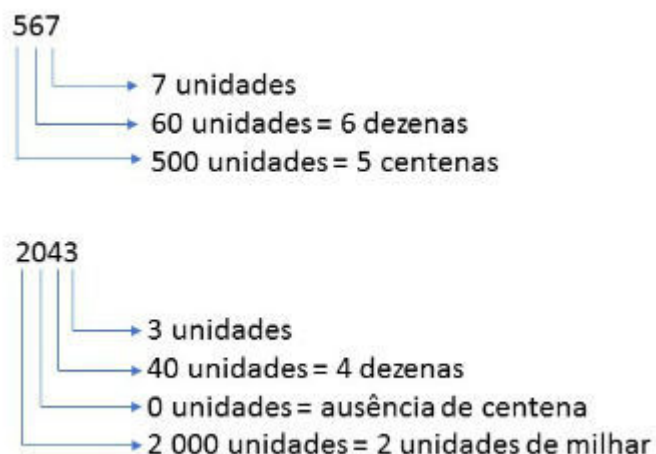 567
7 unidades
60 unidades = 6 dezenas
500 unidades = 5 centenas
2043
3 unidades
40 unidades = 4 dezenas
0 unidades = ausência de centena
2 000 unidades = 2 unidades de milhar